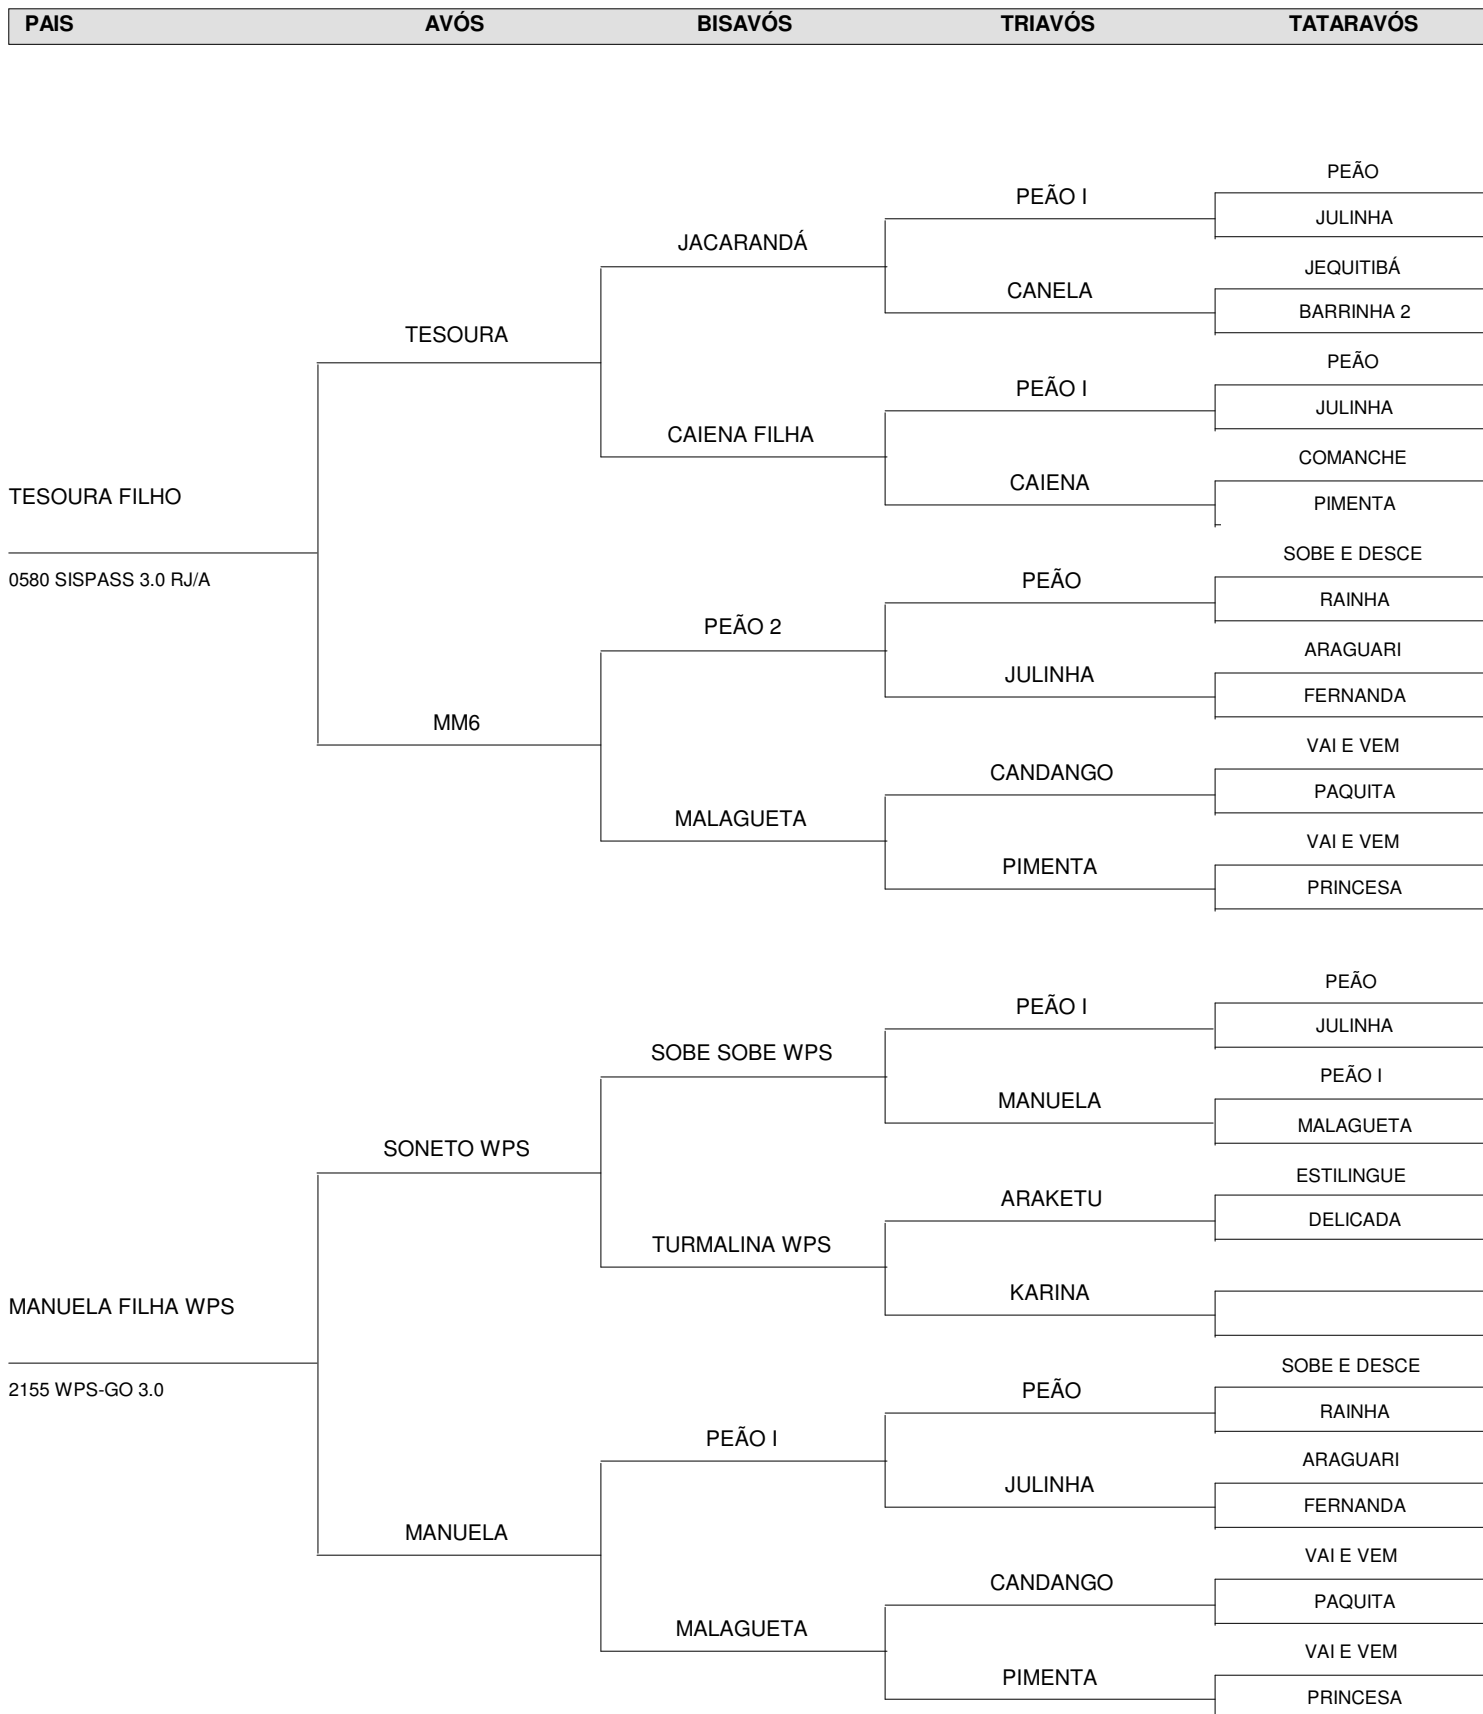 PAIS AVÓS BISAVÓS TRIAVÓS TATARAVÓS
PEÃO
PEÃO I
JULINHA
JACARANDÁ
JEQUITIBÁ
CANELA
BARRINHA 2
TESOURA
PEÃO
PEÃO I
JULINHA
CAIENA FILHA
COMANCHE
CAIENA
TESOURA FILHO
PIMENTA
SOBE E DESCE
0580 SISPASS 3.0 RJ/A
PEÃO
RAINHA
PEÃO 2
ARAGUARI
JULINHA
FERNANDA
MM6
VAI E VEM
CANDANGO
PAQUITA
MALAGUETA
VAI E VEM
PIMENTA
PRINCESA
PEÃO
PEÃO I
JULINHA
SOBE SOBE WPS
PEÃO I
MANUELA
MALAGUETA
SONETO WPS
ESTILINGUE
ARAKETU
DELICADA
TURMALINA WPS
KARINA
MANUELA FILHA WPS
SOBE E DESCE
2155 WPS-GO 3.0
PEÃO
RAINHA
PEÃO I
ARAGUARI
JULINHA
FERNANDA
MANUELA
VAI E VEM
CANDANGO
PAQUITA
MALAGUETA
VAI E VEM
PIMENTA
PRINCESA